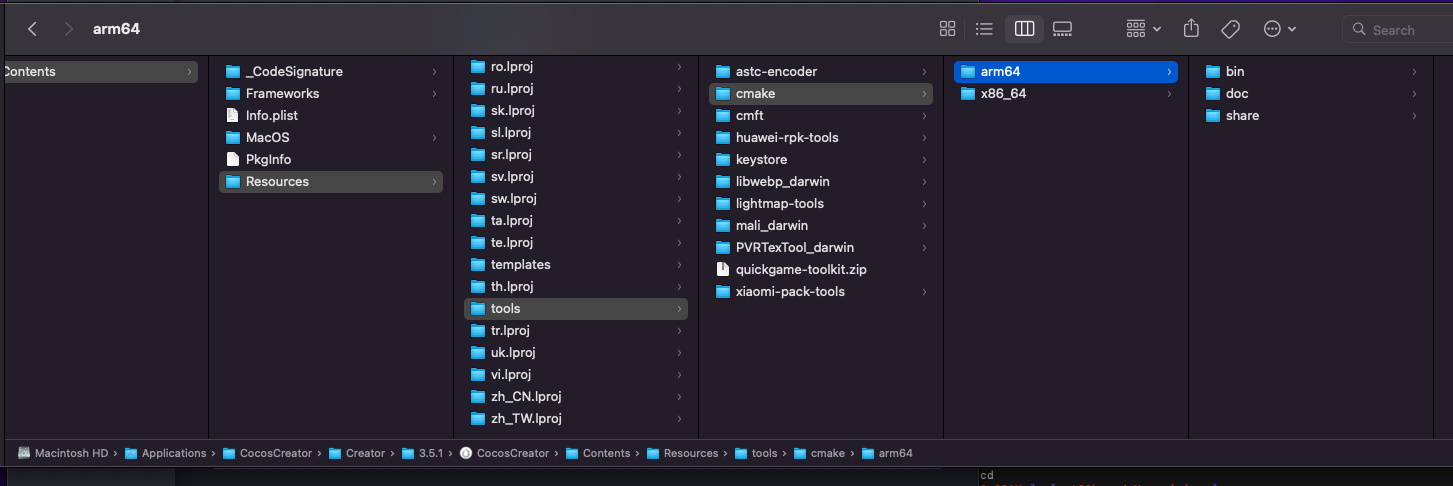 arm64
Search
Contents
_CodeSignature
Frameworks
Info.plist
MacOS
PkgInfo
Resources
ro.lproj
ru.lproj
sk.lproj
sl.lproj
sr.lproj
sv.lproj
sw.lproj
ta.lproj
te.lproj
templates
th.lproj
tools
tr.lproj
uk.lproj
vi.lproj
zh_CN.lproj
zh_TW.lproj
astc-encoder
cmake
cmft
huawei-rpk-tools
keystore
libwebp_darwin
lightmap-tools
mali_darwin
PVRTexTool_darwin
quickgame-toolkit.zip
xiaomi-pack-tools
arm64
x86_64
bin
doc
share
Macintosh HD › Applications › CocosCreator › Creator › 3.5.1 › CocosCreator › Contents › Resources › tools › cmake › arm64
cd